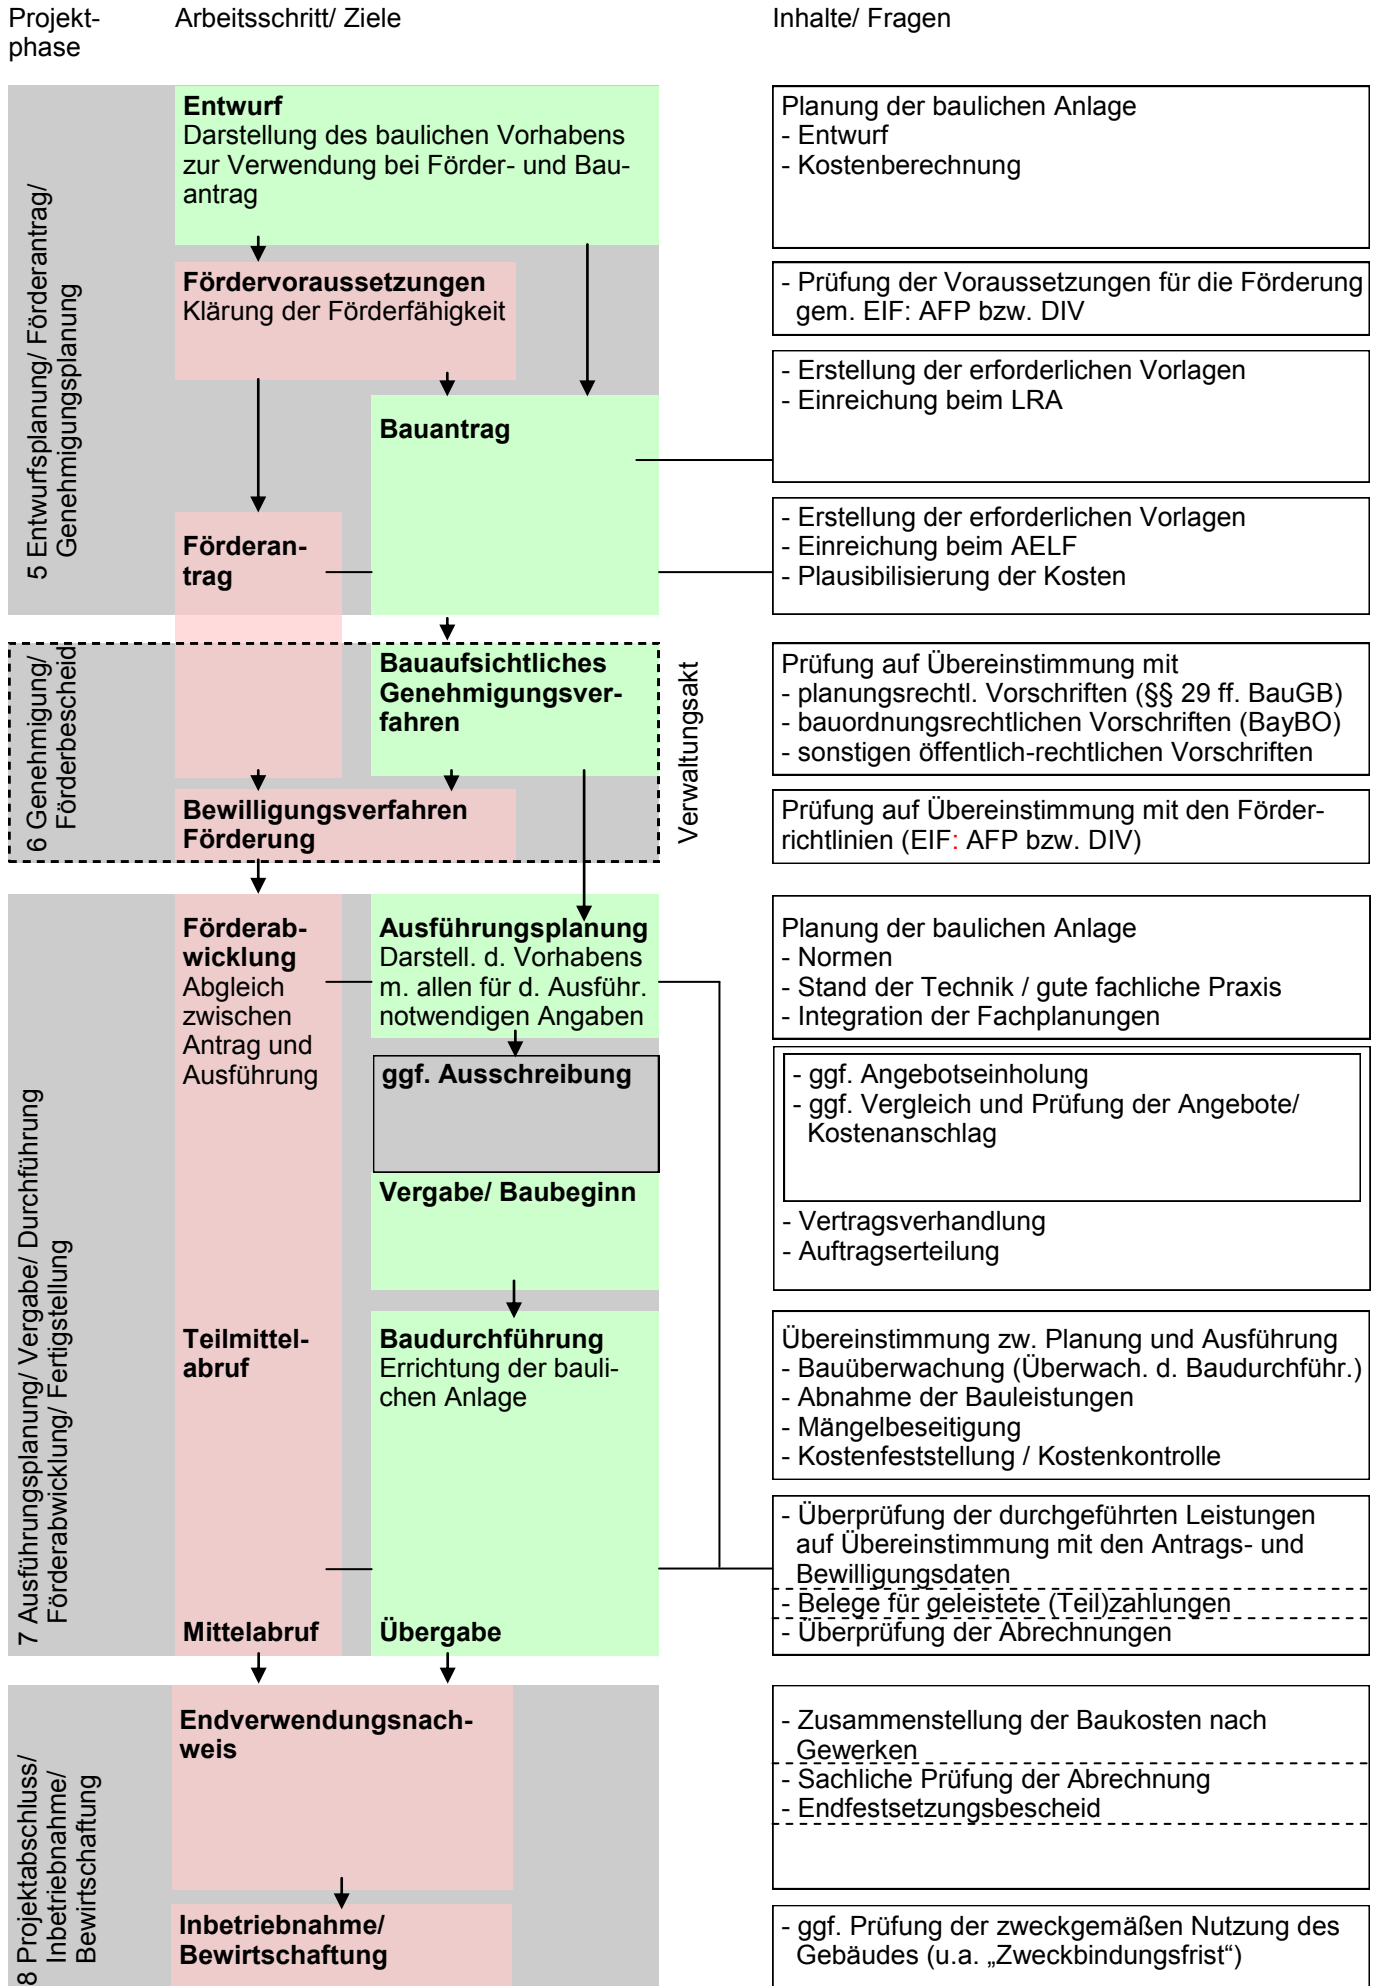 Projekt-
phase
Arbeitsschritt/ Ziele
Inhalte/ Fragen
5 Entwurfsplanung/ Förderantrag/
Genehmigungsplanung
Entwurf
Darstellung des baulichen Vorhabens
zur Verwendung bei Förder- und Bau-
antrag
Planung der baulichen Anlage
- Entwurf
- Kostenberechnung
Fördervoraussetzungen
Klärung der Förderfähigkeit
- Prüfung der Voraussetzungen für die Förderung
gem. EIF: AFP bzw. DIV
Bauantrag
- Erstellung der erforderlichen Vorlagen
- Einreichung beim LRA
Förderan-
trag
- Erstellung der erforderlichen Vorlagen
- Einreichung beim AELF
- Plausibilisierung der Kosten
6 Genehmigung/
Förderbescheid
Bauaufsichtliches
Genehmigungsver-
fahren
Verwaltungsakt
Prüfung auf Übereinstimmung mit
- planungsrechtl. Vorschriften (§§ 29 ff. BauGB)
- bauordnungsrechtlichen Vorschriften (BayBO)
- sonstigen öffentlich-rechtlichen Vorschriften
Bewilligungsverfahren
Förderung
Prüfung auf Übereinstimmung mit den Förder-
richtlinien (EIF: AFP bzw. DIV)
7 Ausführungsplanung/ Vergabe/ Durchführung
Förderabwicklung/ Fertigstellung
Förderab-
wicklung
Abgleich
zwischen
Antrag und
Ausführung
Ausführungsplanung
Darstell. d. Vorhabens
m. allen für d. Ausführ.
notwendigen Angaben
Planung der baulichen Anlage
- Normen
- Stand der Technik / gute fachliche Praxis
- Integration der Fachplanungen
ggf. Ausschreibung
- ggf. Angebotseinholung
- ggf. Vergleich und Prüfung der Angebote/
Kostenanschlag
Vergabe/ Baubeginn
- Vertragsverhandlung
- Auftragserteilung
Teilmittel-
abruf
Baudurchführung
Errichtung der bauli-
chen Anlage
Übereinstimmung zw. Planung und Ausführung
- Bauüberwachung (Überwach. d. Baudurchführ.)
- Abnahme der Bauleistungen
- Mängelbeseitigung
- Kostenfeststellung / Kostenkontrolle
- Überprüfung der durchgeführten Leistungen
auf Übereinstimmung mit den Antrags- und
Bewilligungsdaten
- Belege für geleistete (Teil)zahlungen
- Überprüfung der Abrechnungen
Mittelabruf
Übergabe
8 Projektabschluss/
Inbetriebnahme/
Bewirtschaftung
Endverwendungsnach-
weis
- Zusammenstellung der Baukosten nach
Gewerken
- Sachliche Prüfung der Abrechnung
- Endfestsetzungsbescheid
Inbetriebnahme/
Bewirtschaftung
- ggf. Prüfung der zweckgemäßen Nutzung des
Gebäudes (u.a. „Zweckbindungsfrist“)